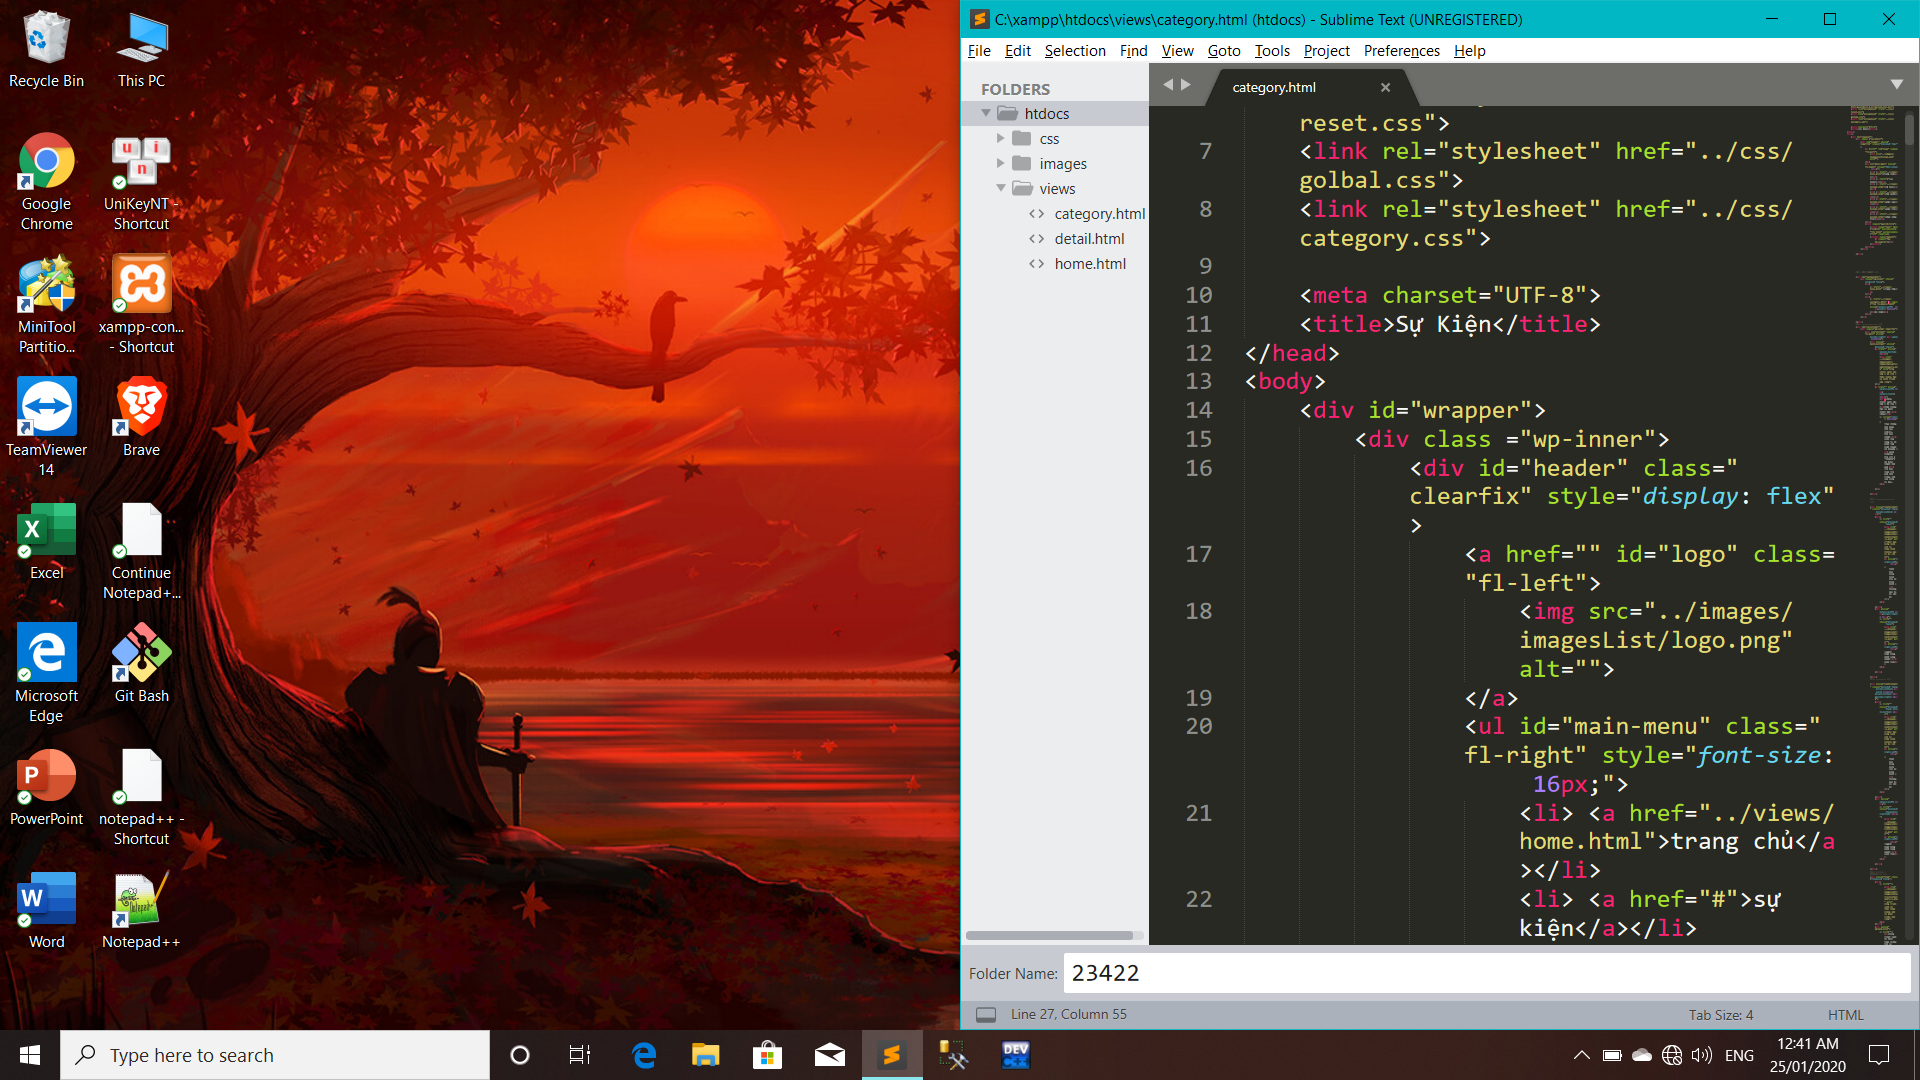 Recycle Bin
This PC
Google
Chrome
UniKeyNT -
Shortcut
MiniTool
Partitio...
xampp-con...
- Shortcut
TeamViewer
14
Brave
Excel
Continue
Notepad+...
Microsoft
Edge
Git Bash
PowerPoint
notepad++ -
Shortcut
Word
Notepad++
C:\xampp\htdocs\views\category.html (htdocs) - Sublime Text (UNREGISTERED)
File Edit Selection Find View Goto Tools Project Preferences Help
FOLDERS
htdocs
css
images
views
category.html
detail.html
home.html
category.html
reset.css">
7 <link rel="stylesheet" href="../css/
golbal.css">
8 <link rel="stylesheet" href="../css/
category.css">
9
10 <meta charset="UTF-8">
11 <title>Sự Kiện</title>
12 </head>
13 <body>
14 <div id="wrapper">
15 <div class ="wp-inner">
16 <div id="header" class="
clearfix" style="display: flex"
>
17 <a href="" id="logo" class=
"fl-left">
18 <img src="../images/
imagesList/logo.png"
alt="">
19 </a>
20 <ul id="main-menu" class="
fl-right" style="font-size:
16px;">
21 <li> <a href="../views/
home.html">trang chủ</a
></li>
22 <li> <a href="#">sự
kiện</a></li>
Folder Name: 23422
Line 27, Column 55
Tab Size: 4
HTML
Type here to search
DEV
C++
ENG
12:41 AM
25/01/2020